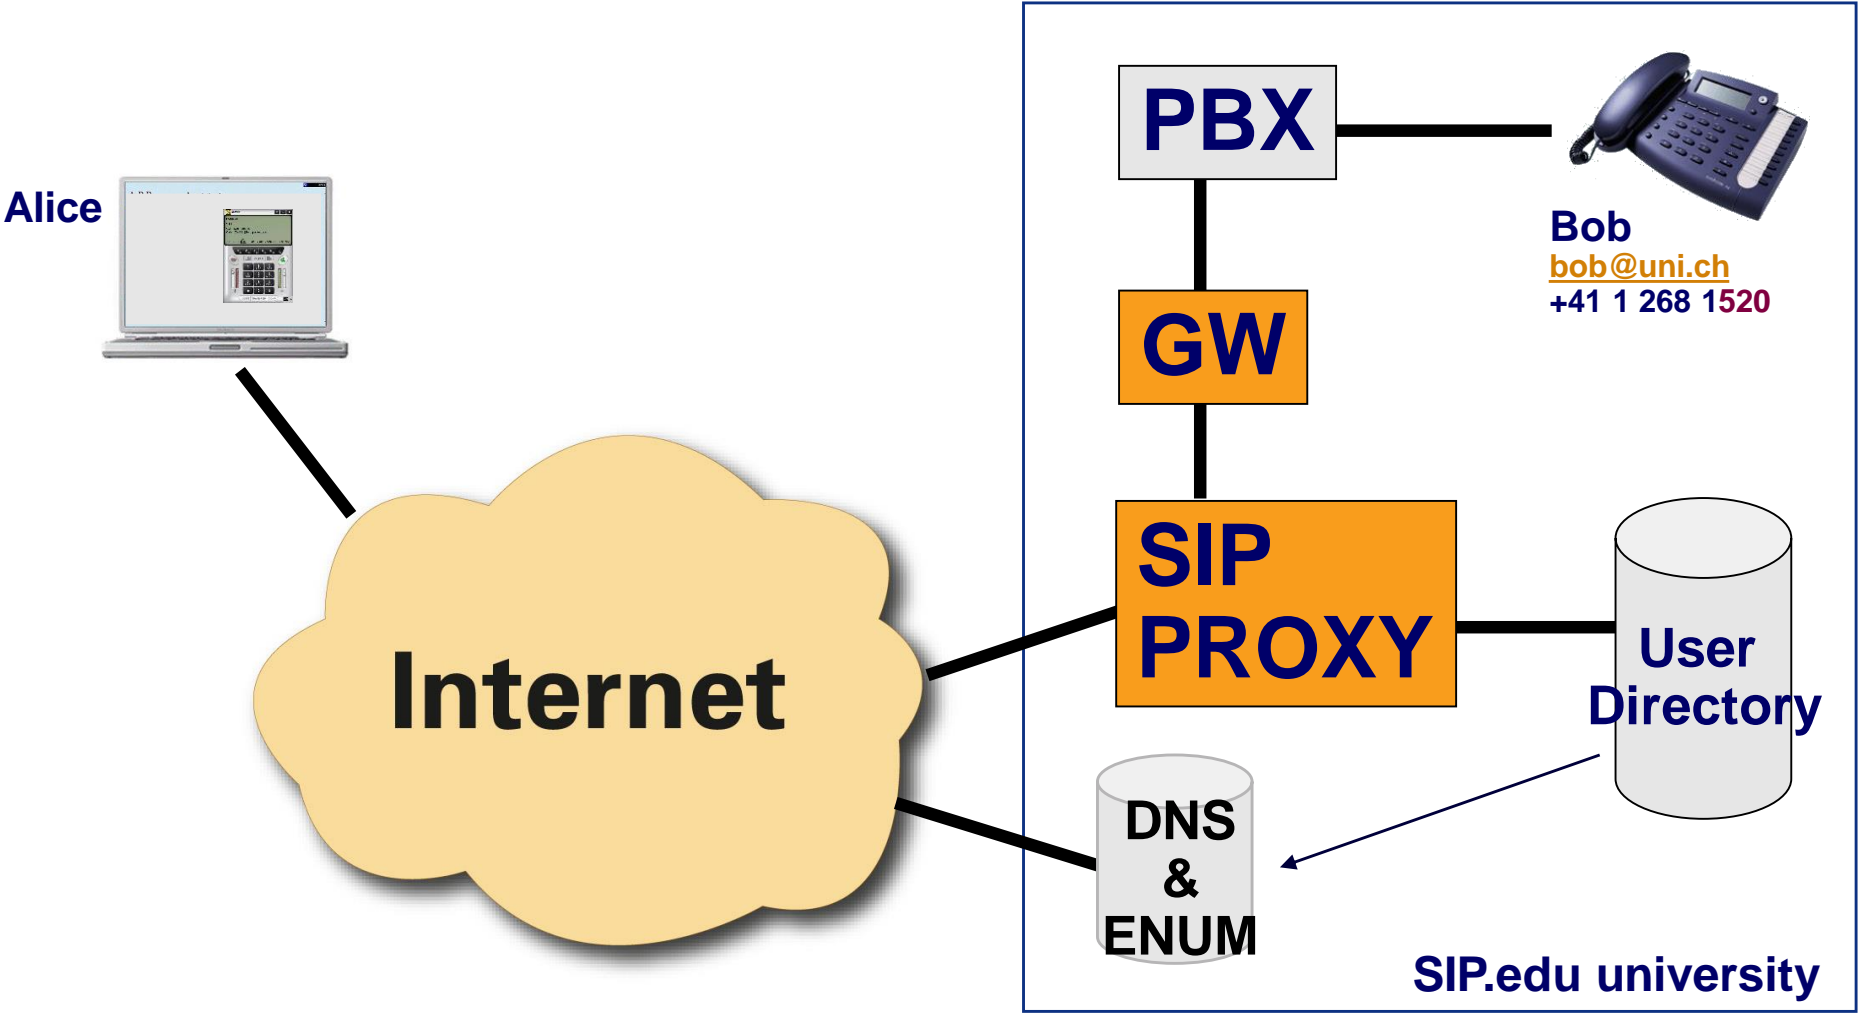 Alice
PBX
Bob
bob@uni.ch
+41 1 268 1520
GW
SIP
PROXY
User
Directory
Internet
DNS
&
ENUM
SIP.edu university